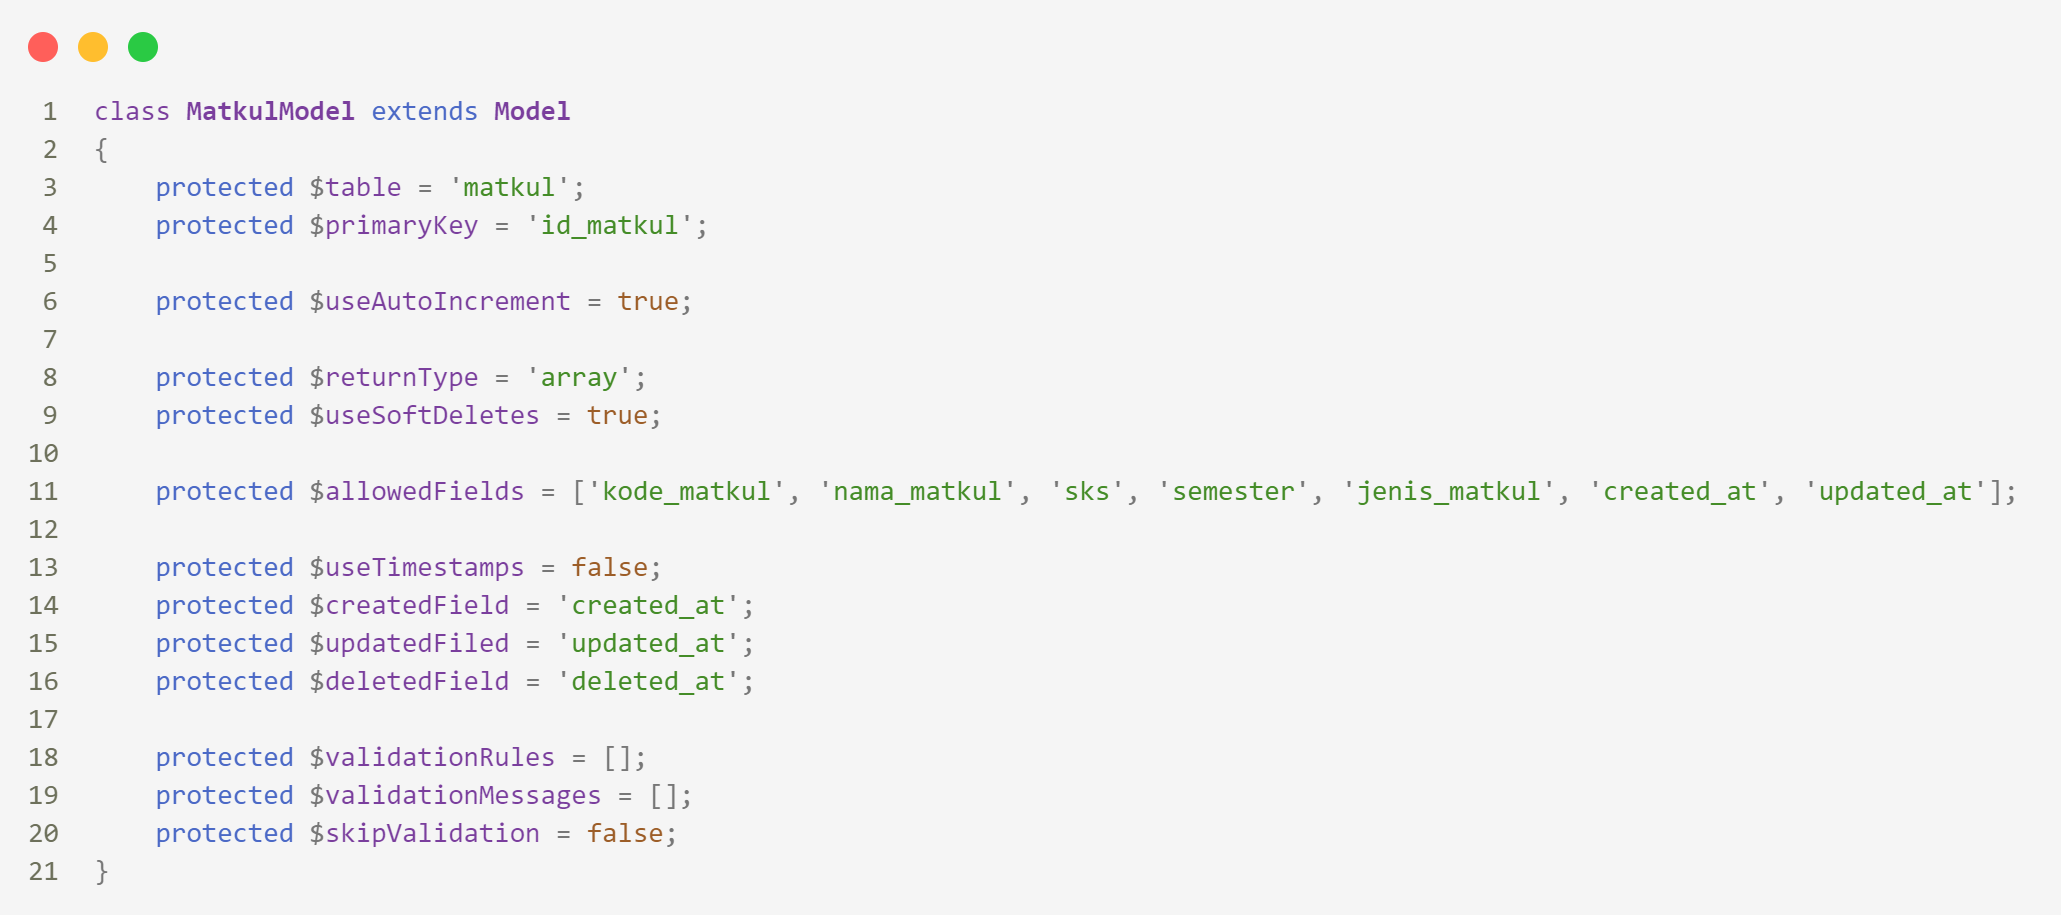 1 class MatkulModel extends Model
2 {
3     protected $table = 'matkul';
4     protected $primaryKey = 'id_matkul';
5
6     protected $useAutoIncrement = true;
7
8     protected $returnType = 'array';
9     protected $useSoftDeletes = true;
10
11     protected $allowedFields = ['kode_matkul', 'nama_matkul', 'sks', 'semester', 'jenis_matkul', 'created_at', 'updated_at'];
12
13     protected $useTimestamps = false;
14     protected $createdField = 'created_at';
15     protected $updatedFiled = 'updated_at';
16     protected $deletedField = 'deleted_at';
17
18     protected $validationRules = [];
19     protected $validationMessages = [];
20     protected $skipValidation = false;
21 }